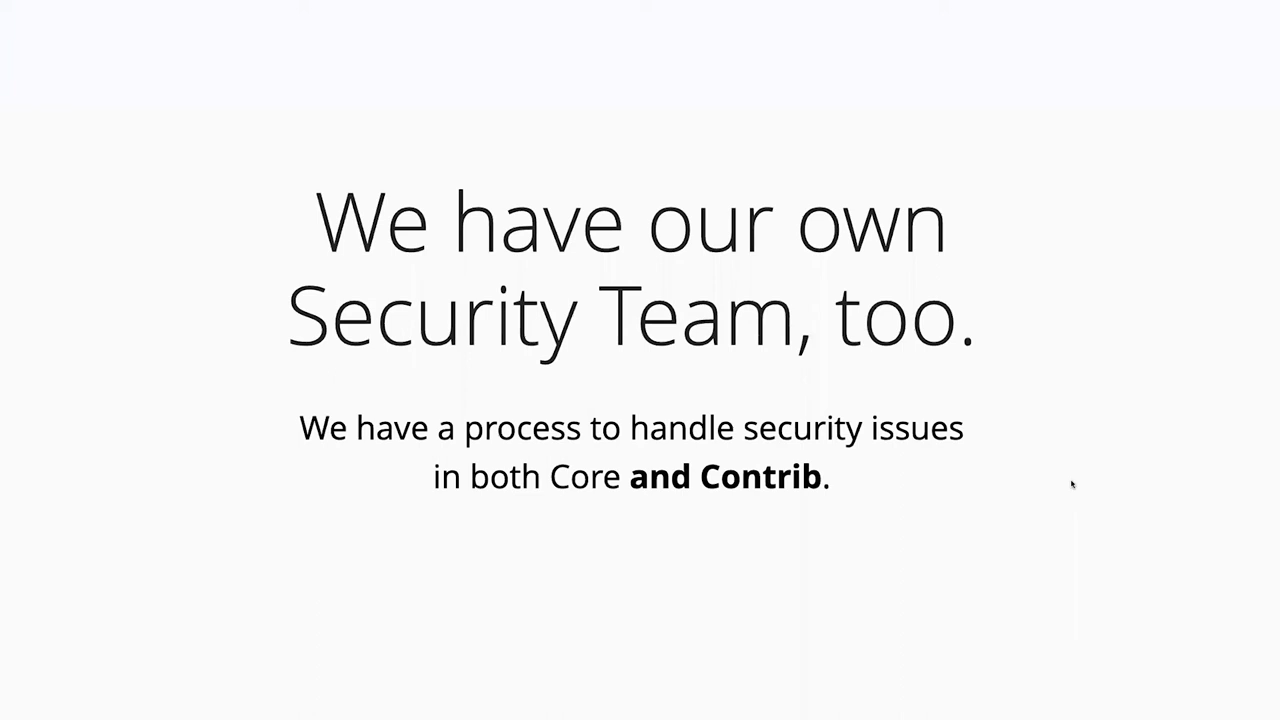 We have our own
Security Team, too.
We have a process to handle security issues
in both Core and Contrib.